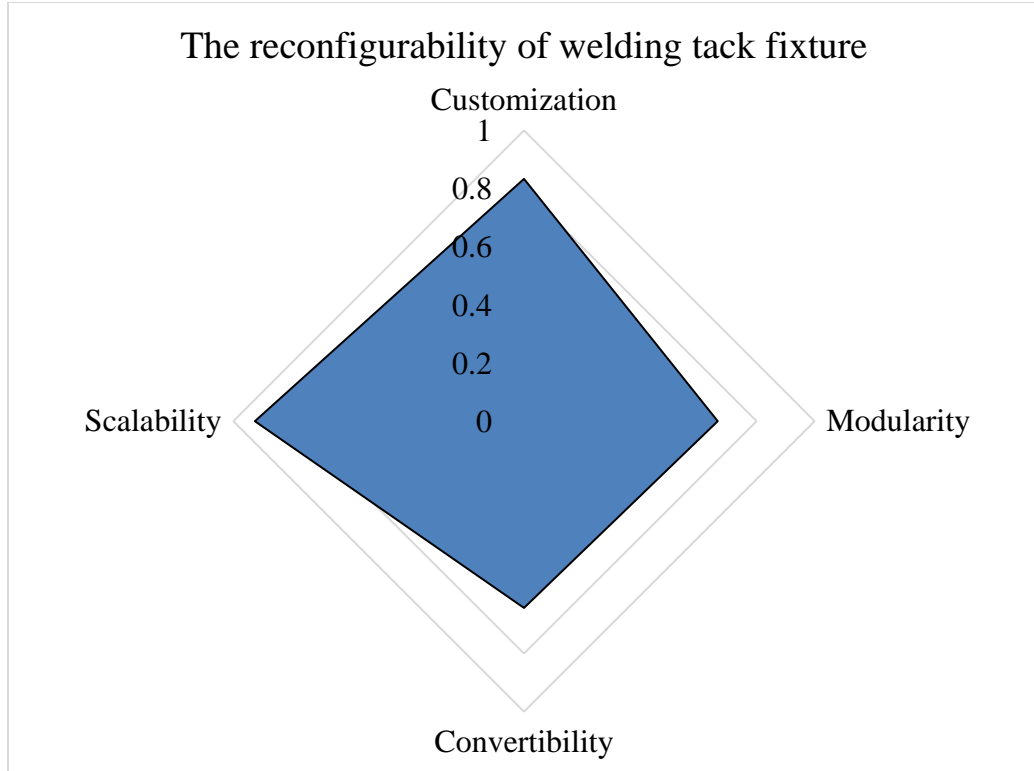 The reconfigurability of welding tack fixture
Customization
1
0.8
0.6
0.4
0.2
0
Scalability
Modularity
Convertibility